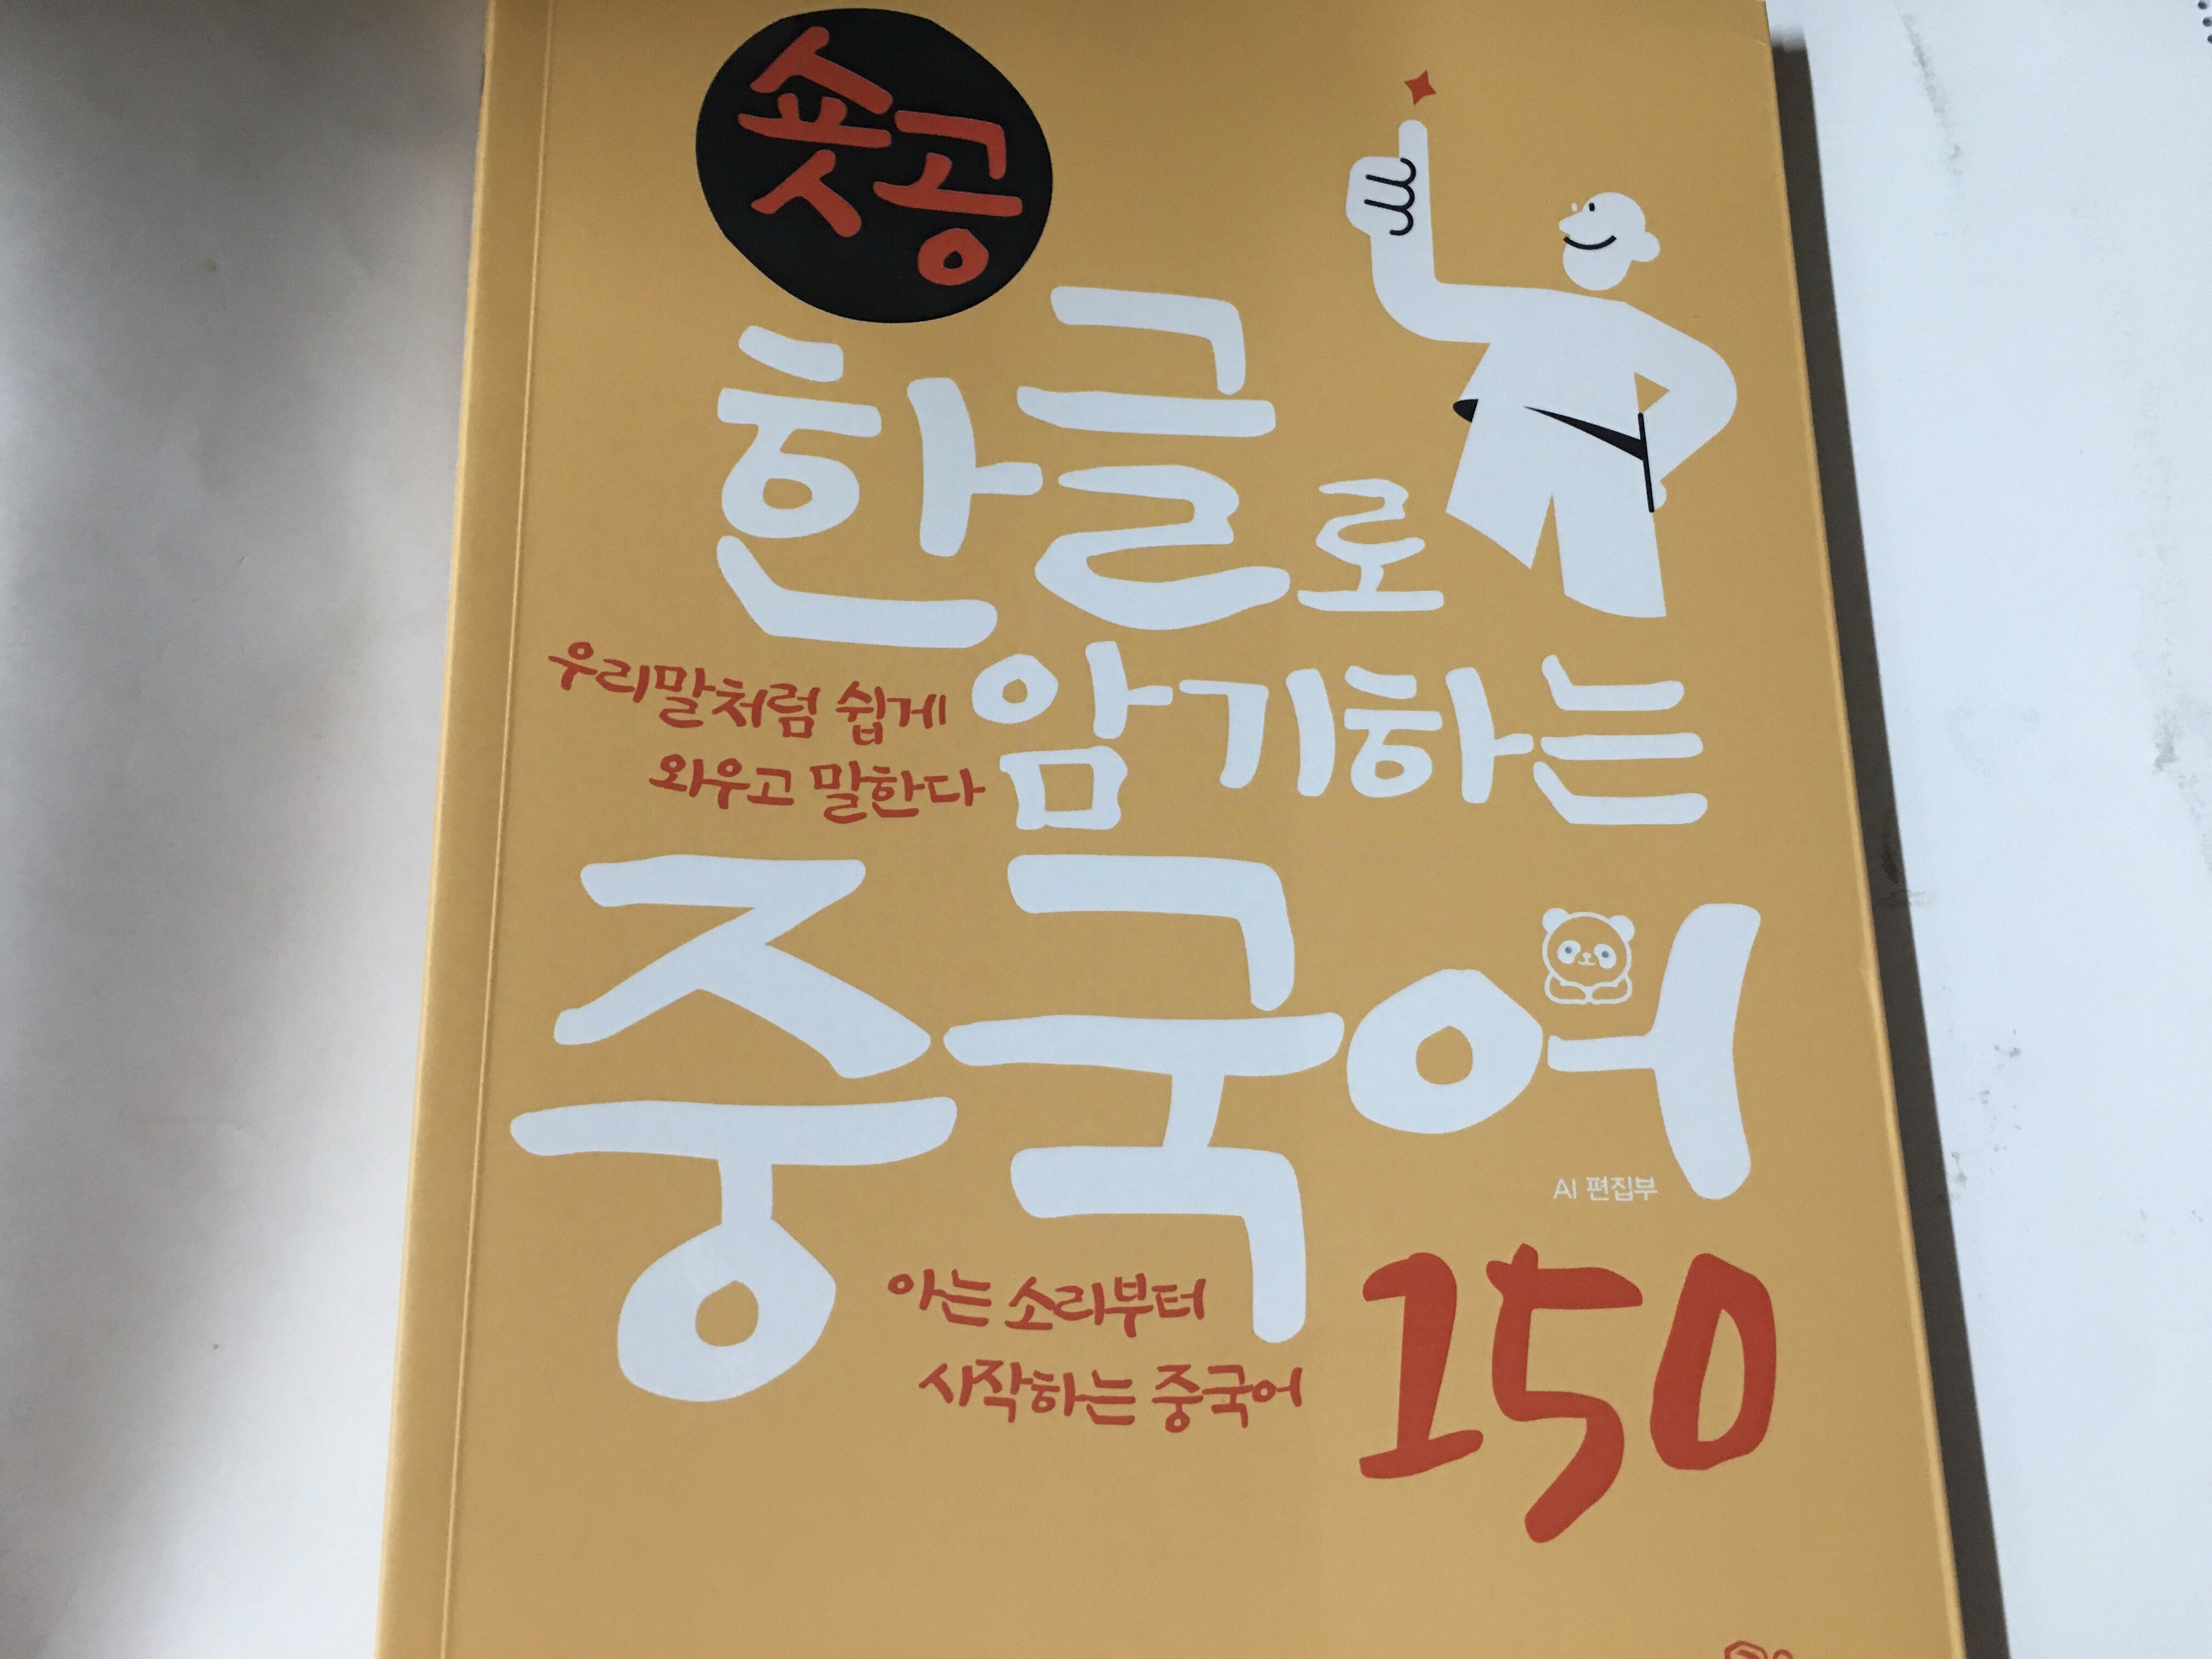 숏공
한글로
우리말처럼 쉽게
외우고 말한다
암기하는
중국어
AI 편집부
아는 소리부터
시작하는 중국어
150